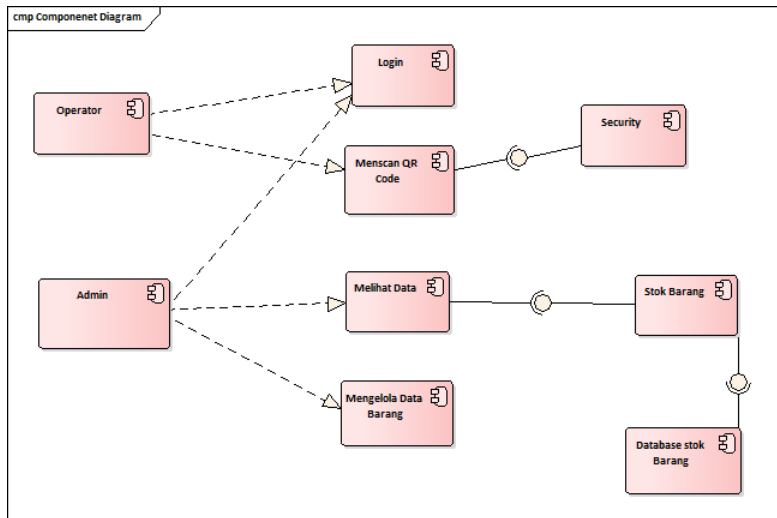 cmp Componenet Diagram
Login
Operator
Security
Menscan QR
Code
Admin
Melihat Data
Stok Barang
Mengelola Data
Barang
Database stok
Barang